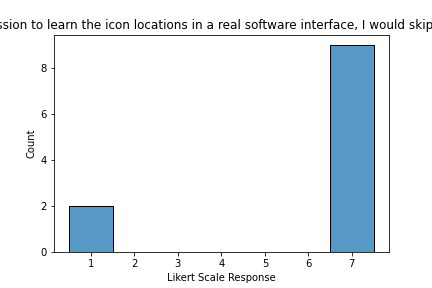 ssion to learn the icon locations in a real software interface, I would skip
8
6
4
2
0
Count
1 2 3 4 5 6 7
Likert Scale Response